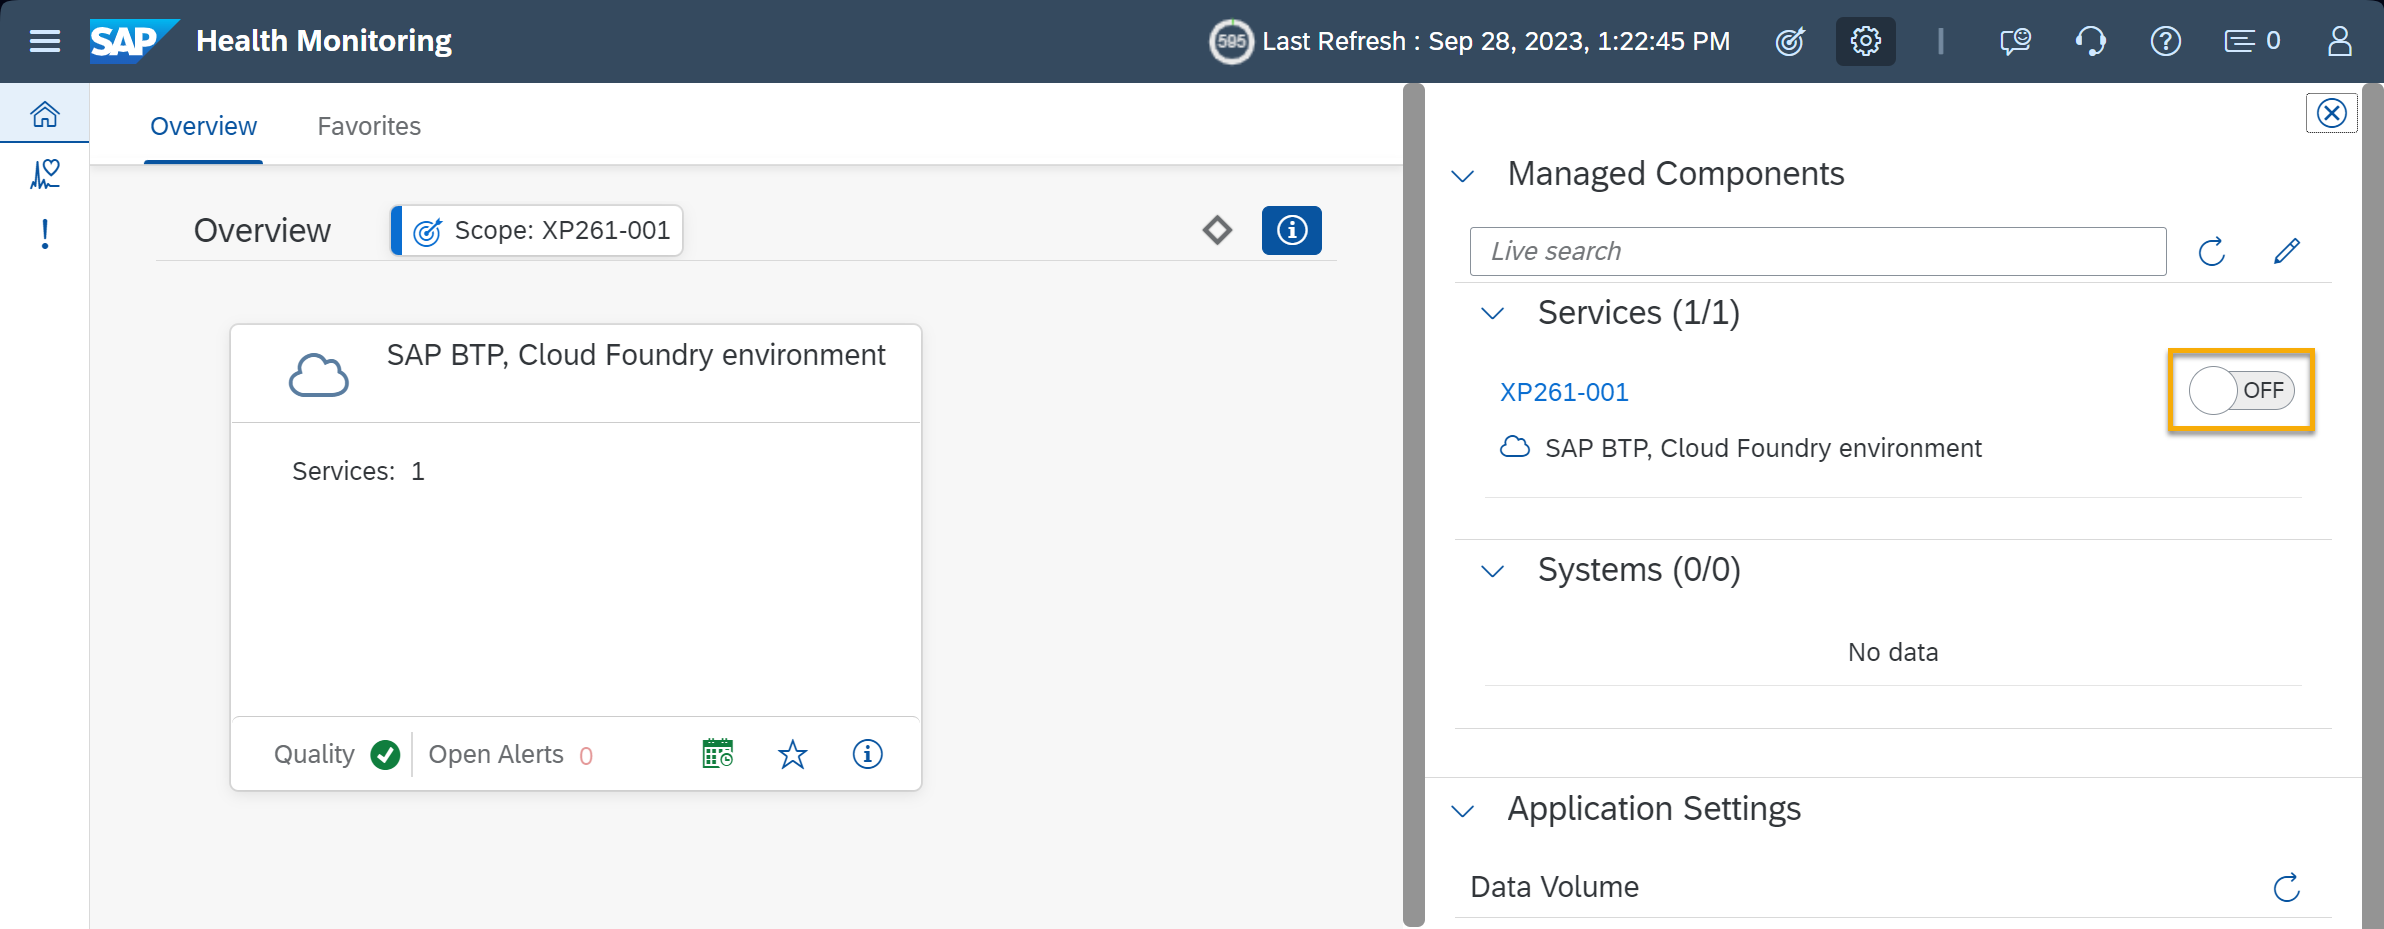 SAP Health Monitoring
595 Last Refresh : Sep 28, 2023, 1:22:45 PM
0
Overview Favorites
Overview
Scope: XP261-001
SAP BTP, Cloud Foundry environment
Services: 1
Quality
Open Alerts 0
Managed Components
Live search
Services (1/1)
XP261-001
OFF
SAP BTP, Cloud Foundry environment
Systems (0/0)
No data
Application Settings
Data Volume